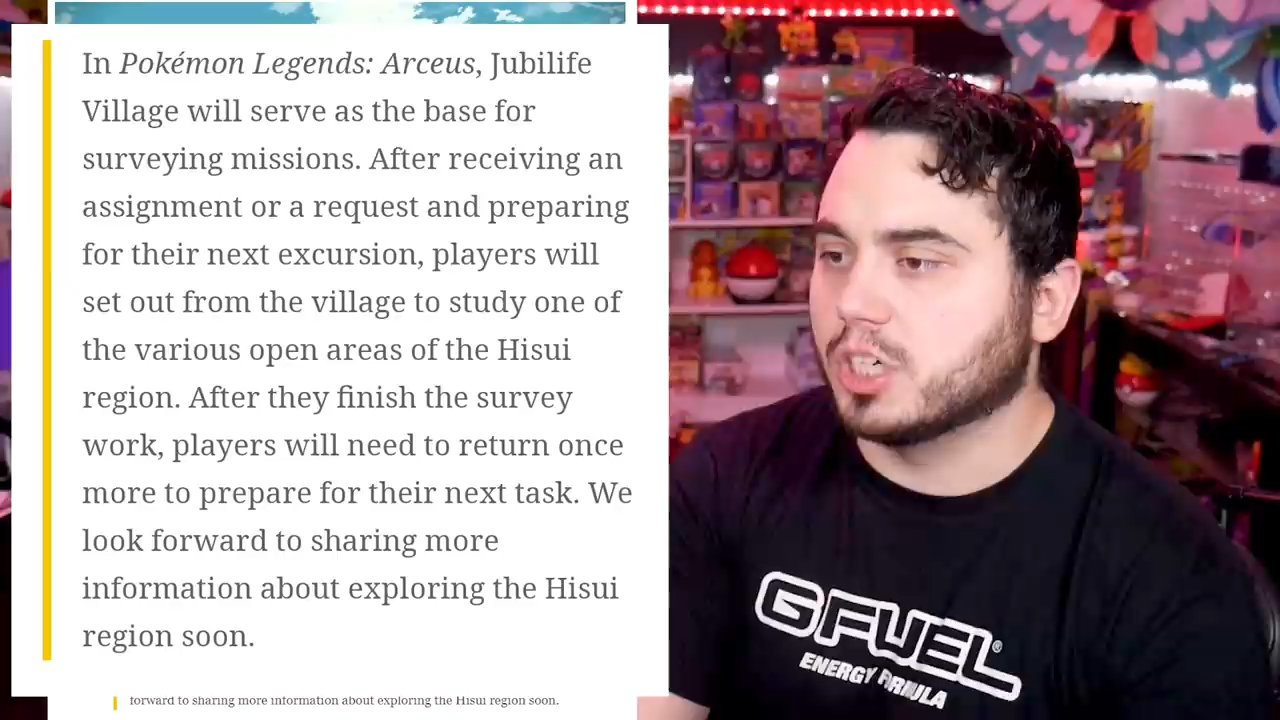 In Pokémon Legends: Arceus, Jubilife
Village will serve as the base for
surveying missions. After receiving an
assignment or a request and preparing
for their next excursion, players will
set out from the village to study one of
the various open areas of the Hisui
region. After they finish the survey
work, players will need to return once
more to prepare for their next task. We
look forward to sharing more
information about exploring the Hisui
region soon.
forward to sharing more information about exploring the Hisui region soon.
GFUEL®
ENERGY FORMULA